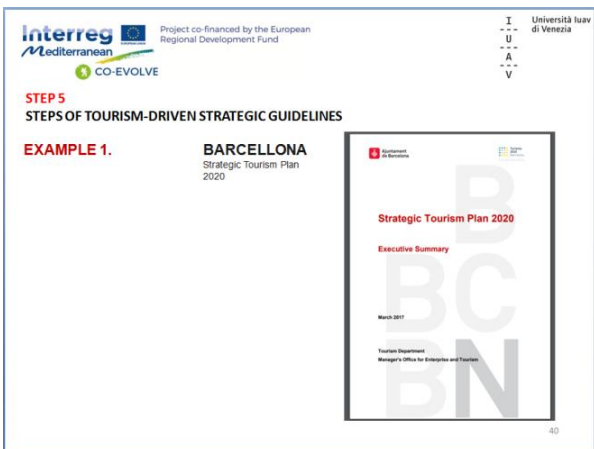 Interreg
Mediterranean
CO-EVOLVE
Project co-financed by the European
Regional Development Fund
I
U
A
V
Università Iuav
di Venezia
STEP 5
STEPS OF TOURISM-DRIVEN STRATEGIC GUIDELINES
EXAMPLE 1.
BARCELLONA
Strategic Tourism Plan
2020
Ajuntament
de Barcelona
Strategic Tourism Plan 2020
Executive Summary
March 2017
Tourism Department
Manager's Office for Enterprise and Tourism
B
BC
BCN
BN
40